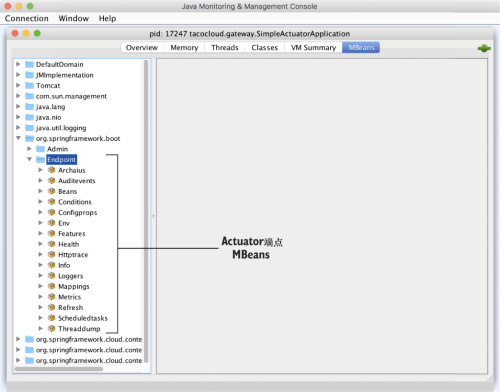 Java Monitoring & Management Console
Connection Window Help
pid: 17247 tacocloud.gateway.SimpleActuatorApplication
Overview Memory Threads Classes VM Summary MBeans
DefaultDomain
JMImplementation
Tomcat
com.sun.management
java.lang
java.nio
java.util.logging
org.springframework.boot
Admin
Endpoint
Archaius
Auditevents
Beans
Conditions
Configprops
Env
Features
Health
Httptrace
Info
Loggers
Mappings
Metrics
Refresh
Scheduledtasks
Threaddump
org.springframework.cloud.conte
org.springframework.cloud.conte
org.springframework.cloud.conte
Actuator端点
MBeans